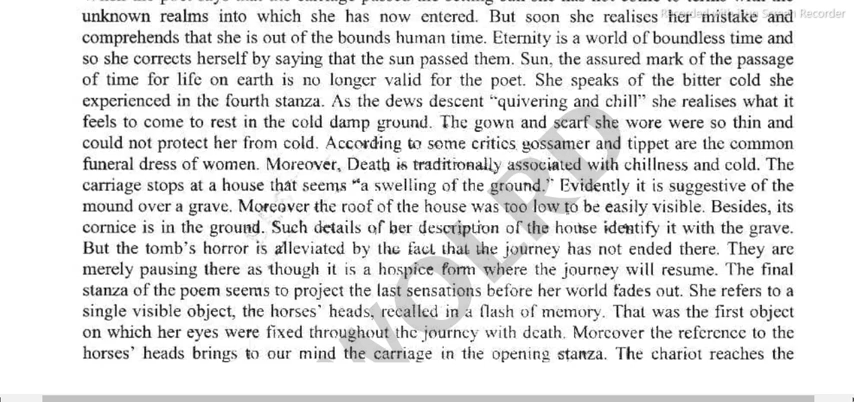 unknown realms into which she has now entered. But soon she realises her mistake and
comprehends that she is out of the bounds human time. Eternity is a world of boundless time and
so she corrects herself by saying that the sun passed them. Sun, the assured mark of the passage
of time for life on earth is no longer valid for the poet. She speaks of the bitter cold she
experienced in the fourth stanza. As the dews descent “quivering and chill” she realises what it
feels to come to rest in the cold damp ground. The gown and scarf she wore were so thin and
could not protect her from cold. According to some critics gossamer and tippet are the common
funeral dress of women. Moreover, Death is traditionally associated with chillness and cold. The
carriage stops at a house that seems “a swelling of the ground.” Evidently it is suggestive of the
mound over a grave. Moreover the roof of the house was too low to be easily visible. Besides, its
cornice is in the ground. Such details of her description of the house identify it with the grave.
But the tomb’s horror is alleviated by the fact that the journey has not ended there. They are
merely pausing there as though it is a hospice form where the journey will resume. The final
stanza of the poem seems to project the last sensations before her world fades out. She refers to a
single visible object, the horses’ heads, recalled in a flash of memory. That was the first object
on which her eyes were fixed throughout the journey with death. Moreover the reference to the
horses’ heads brings to our mind the carriage in the opening stanza. The chariot reaches the